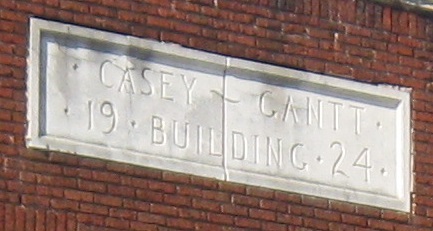 · CASEY ~ GANTT ·
19 · BUILDING · 24 ·